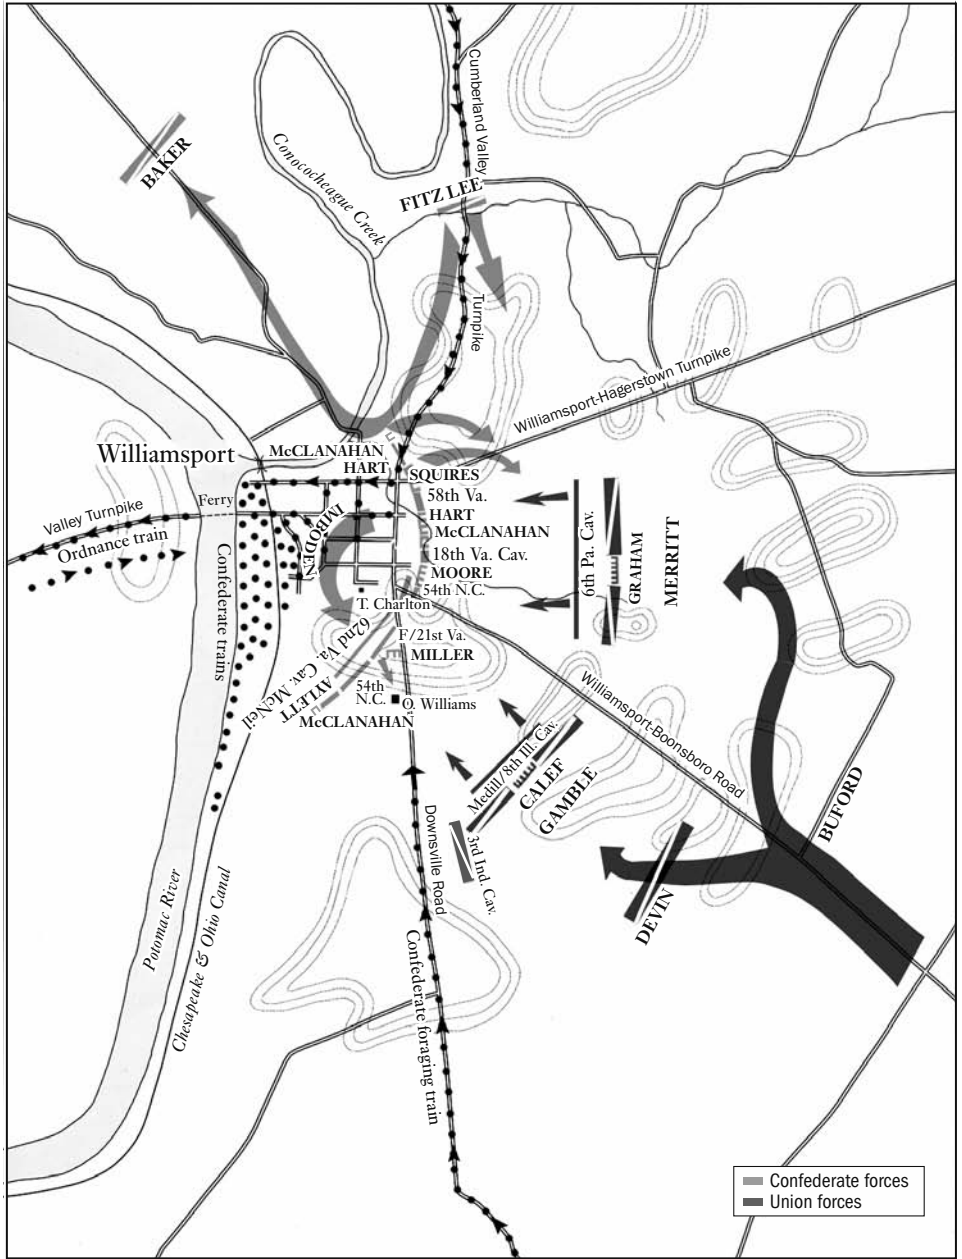 Cumberland Valley
BAKER
FITZ LEE
Conococheague Creek
Turnpike
Williamsport-Hagerstown Turnpike
Williamsport
McCLANAHAN
HART
SQUIRES
58th Va.
Ferry
HART
Valley Turnpike
IMBODEN
McCLANAHAN
Ordnance train
18th Va. Cav.
6th Pa. Cav.
GRAHAM
MERRITT
MOORE
54th N.C.
T. Charlton
Confederate trains
62nd Va. Cav. McNeil
F/21st Va.
MILLER
AYLETT
54th
N.C.
O. Williams
McCLANAHAN
Williamsport-Boonsboro Road
Medill/8th Ill. Cav.
CALEF
GAMBLE
BUFORD
Downsville Road
3rd Ind. Cav.
DEVIN
Potomac River
Chesapeake & Ohio Canal
Confederate foraging train
Confederate forces
Union forces